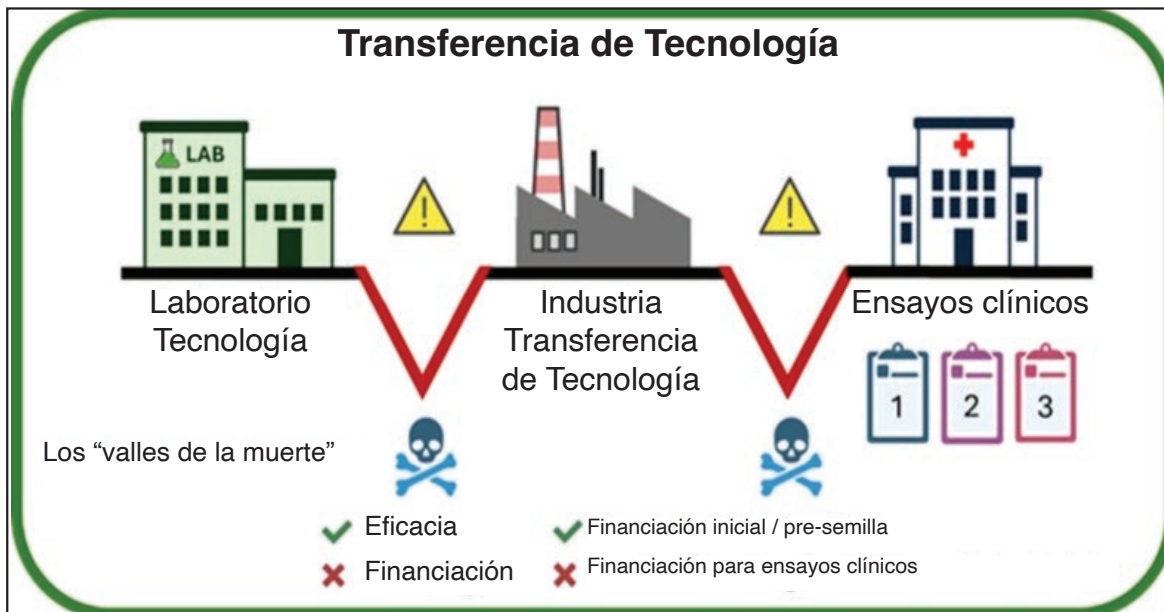 Transferencia de Tecnología
LAB
Laboratorio
Tecnología
Industria
Transferencia
de Tecnología
Ensayos clínicos
1
2
3
Los “valles de la muerte”
Eficacia
Financiación
Financiación inicial / pre-semilla
Financiación para ensayos clínicos